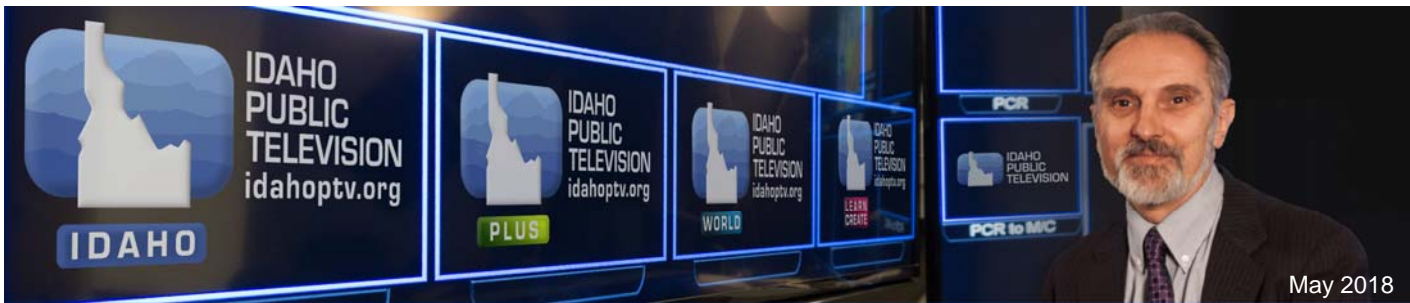 IDAHO
PUBLIC
TELEVISION
idahoptv.org
IDAHO
IDAHO
PUBLIC
TELEVISION
idahoptv.org
PLUS
IDAHO
PUBLIC
TELEVISION
idahoptv.org
WORLD
IDAHO
PUBLIC
TELEVISION
idahoptv.org
LEARN
CREATE
PCR
IDAHO
PUBLIC
TELEVISION
PCR to M/C
May 2018